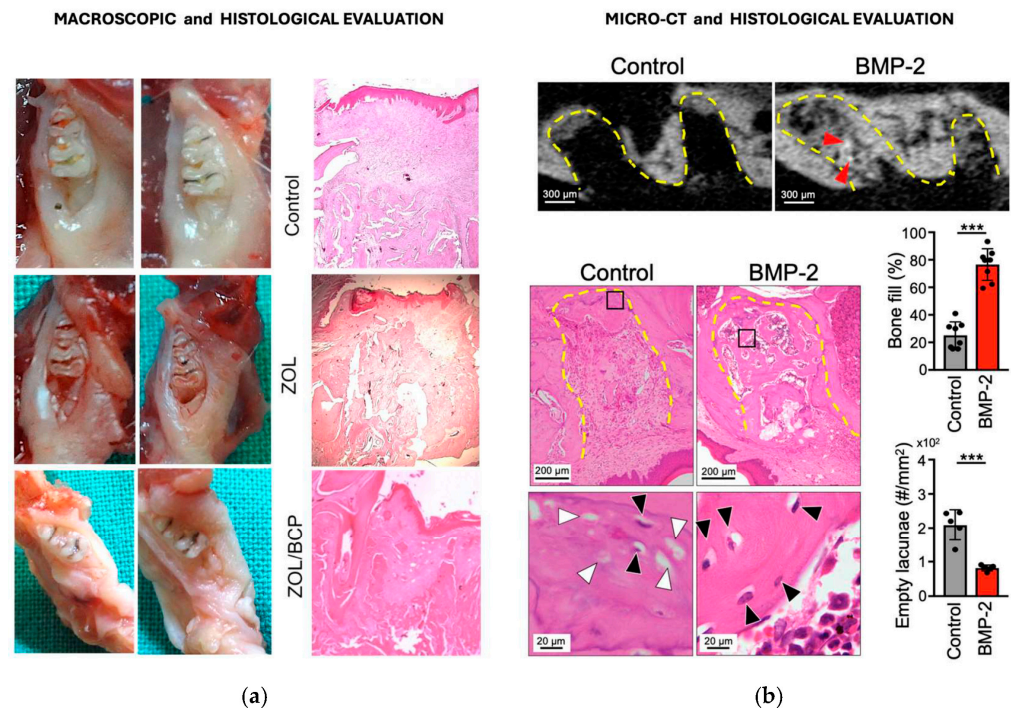 MACROSCOPIC and HISTOLOGICAL EVALUATION
Control
ZOL
ZOL/BCP
(a)
MICRO-CT and HISTOLOGICAL EVALUATION
Control BMP-2
300 µm 300 µm
Control BMP-2
200 µm 200 µm
20 µm 20 µm
***
Bone fill (%)
100
80
60
40
20
0
Control
BMP-2
x10²
***
Empty lacunae (#/mm²)
4
3
2
1
0
Control
BMP-2
(b)